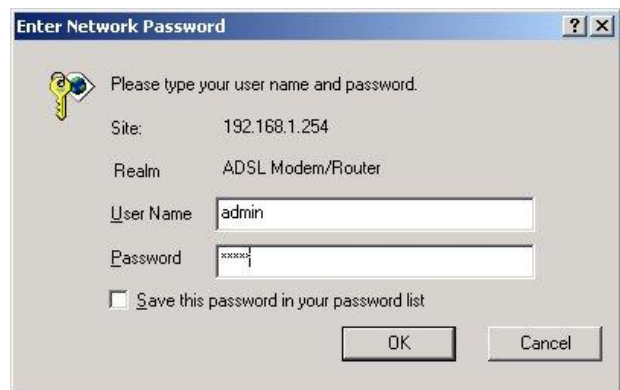 Enter Network Password
Please type your user name and password.
Site: 192.168.1.254
Realm ADSL Modem/Router
User Name admin
Password xxxxx
Save this password in your password list
OK Cancel